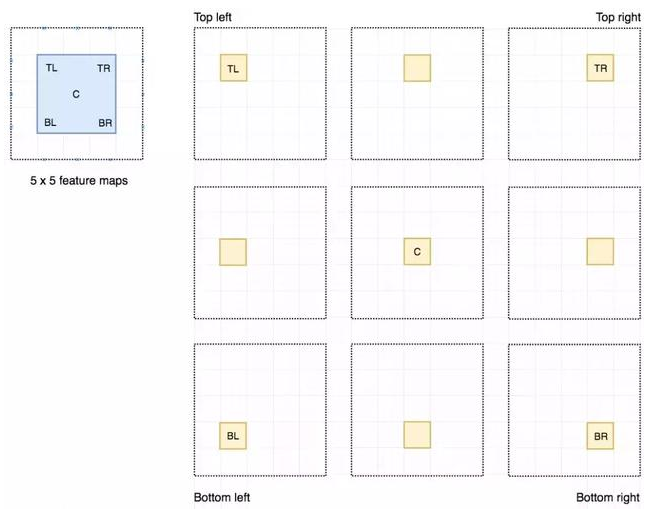 Top left
Top right
TL
TR
C
BL
BR
5 x 5 feature maps
TL
TR
C
BL
BR
Bottom left
Bottom right